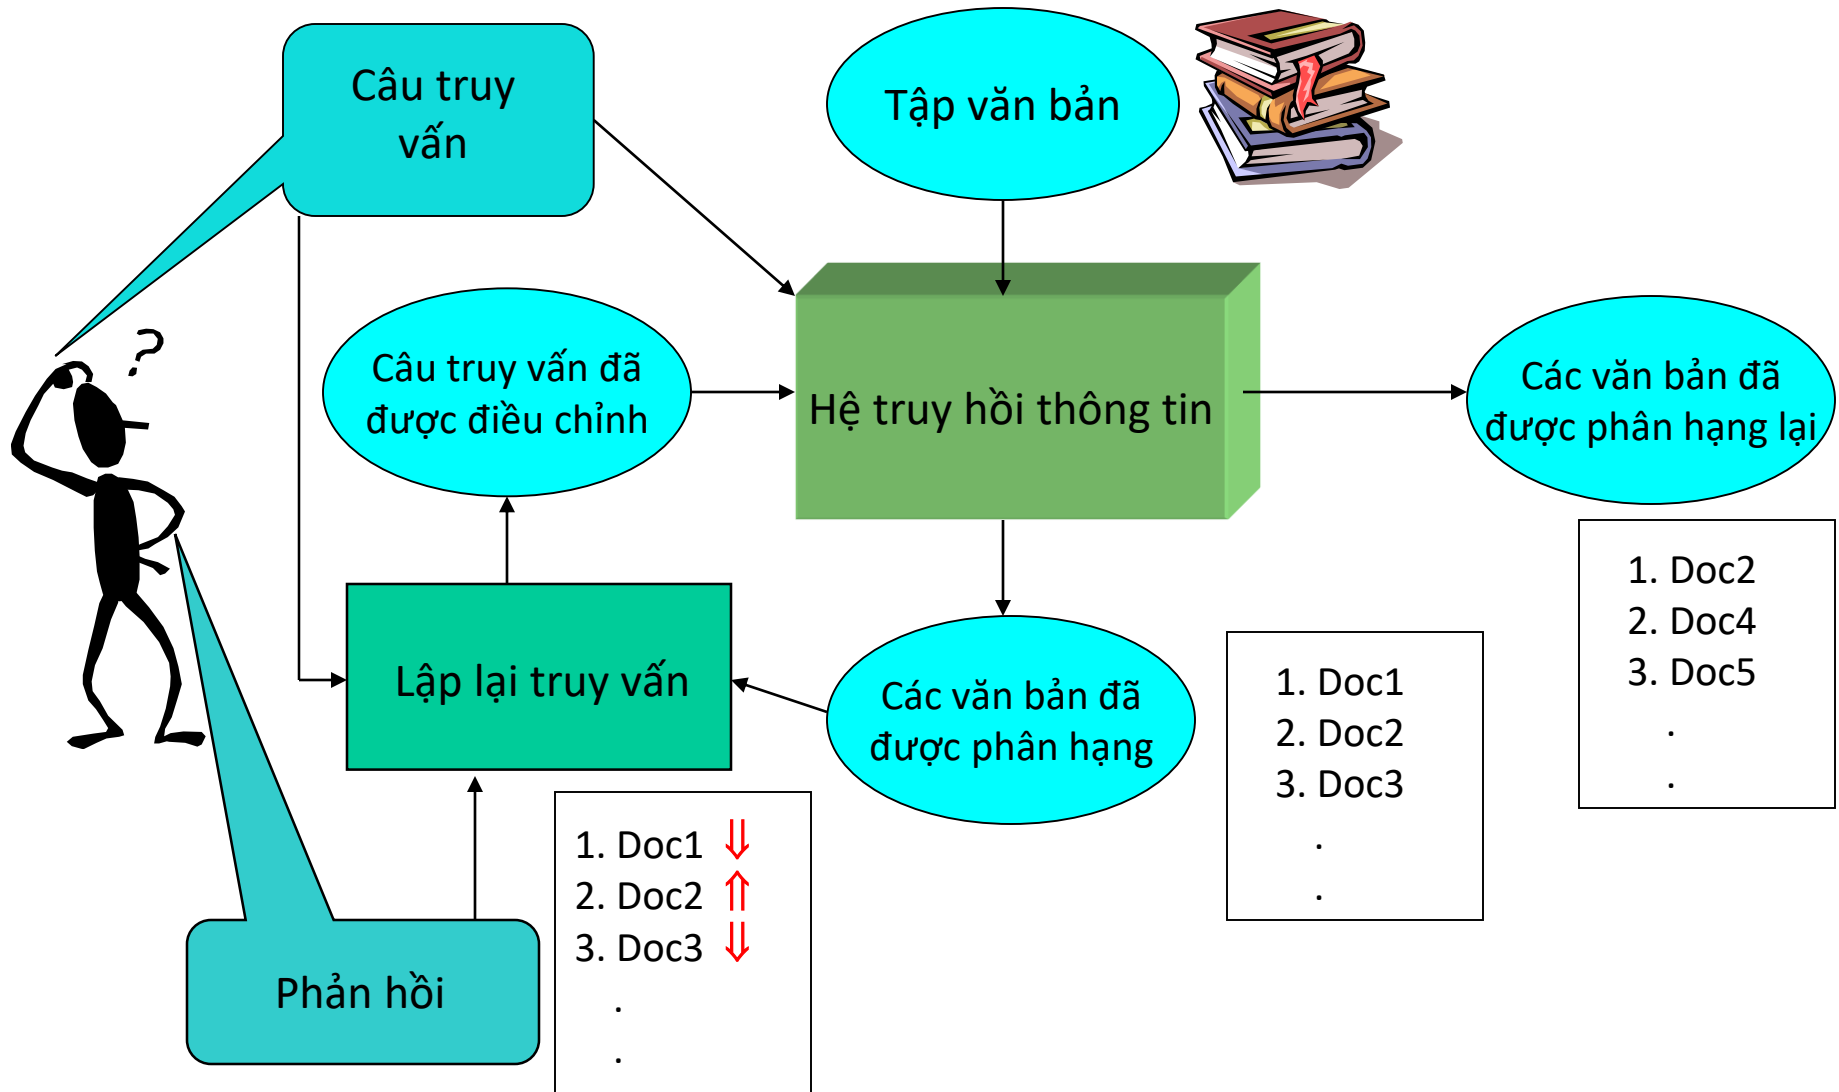 Câu truy
vấn
Tập văn bản
Câu truy vấn đã
được điều chỉnh
Hệ truy hồi thông tin
Các văn bản đã
được phân hạng lại
1. Doc2
2. Doc4
3. Doc5
.
.
Lập lại truy vấn
Các văn bản đã
được phân hạng
1. Doc1
2. Doc2
3. Doc3
.
.
1. Doc1 ⇓
2. Doc2 ⇑
3. Doc3 ⇓
.
.
Phản hồi
?